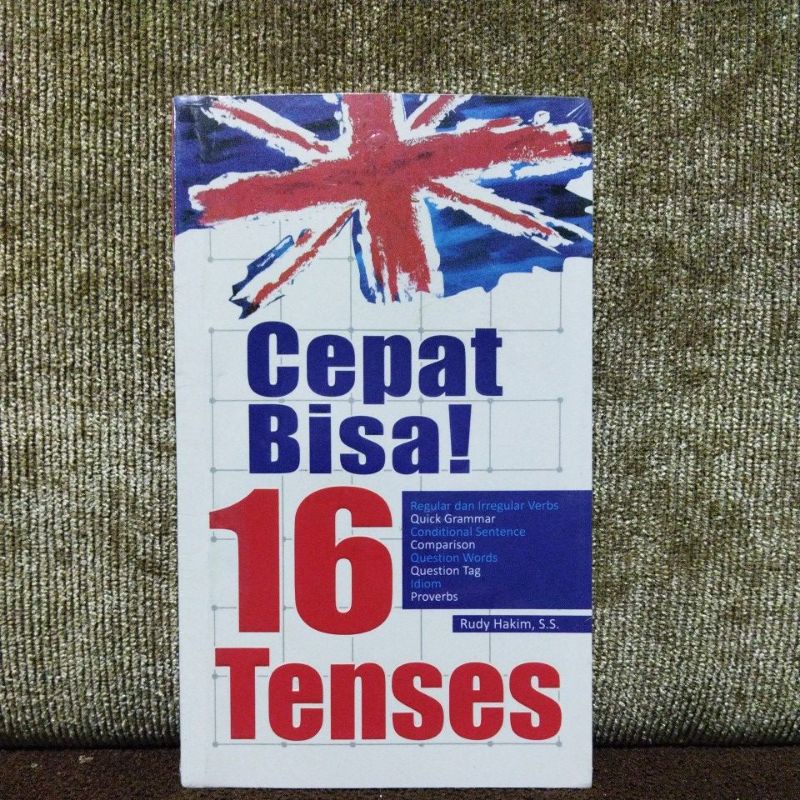 Cepat
Bisa!
16
Regular dan Irregular Verbs
Quick Grammar
Conditional Sentence
Comparison
Question Words
Question Tag
Idiom
Proverbs
Rudy Hakim, S.S.
Tenses